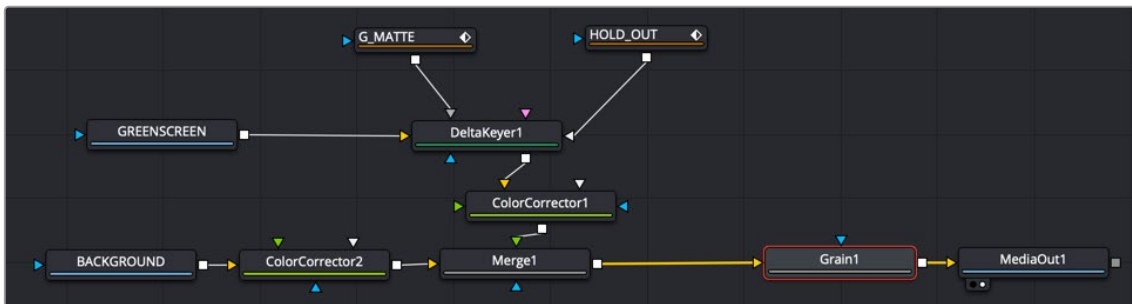 G_MATTE
HOLD_OUT
GREENSCREEN
DeltaKeyer1
ColorCorrector1
BACKGROUND
ColorCorrector2
Merge1
Grain1
MediaOut1